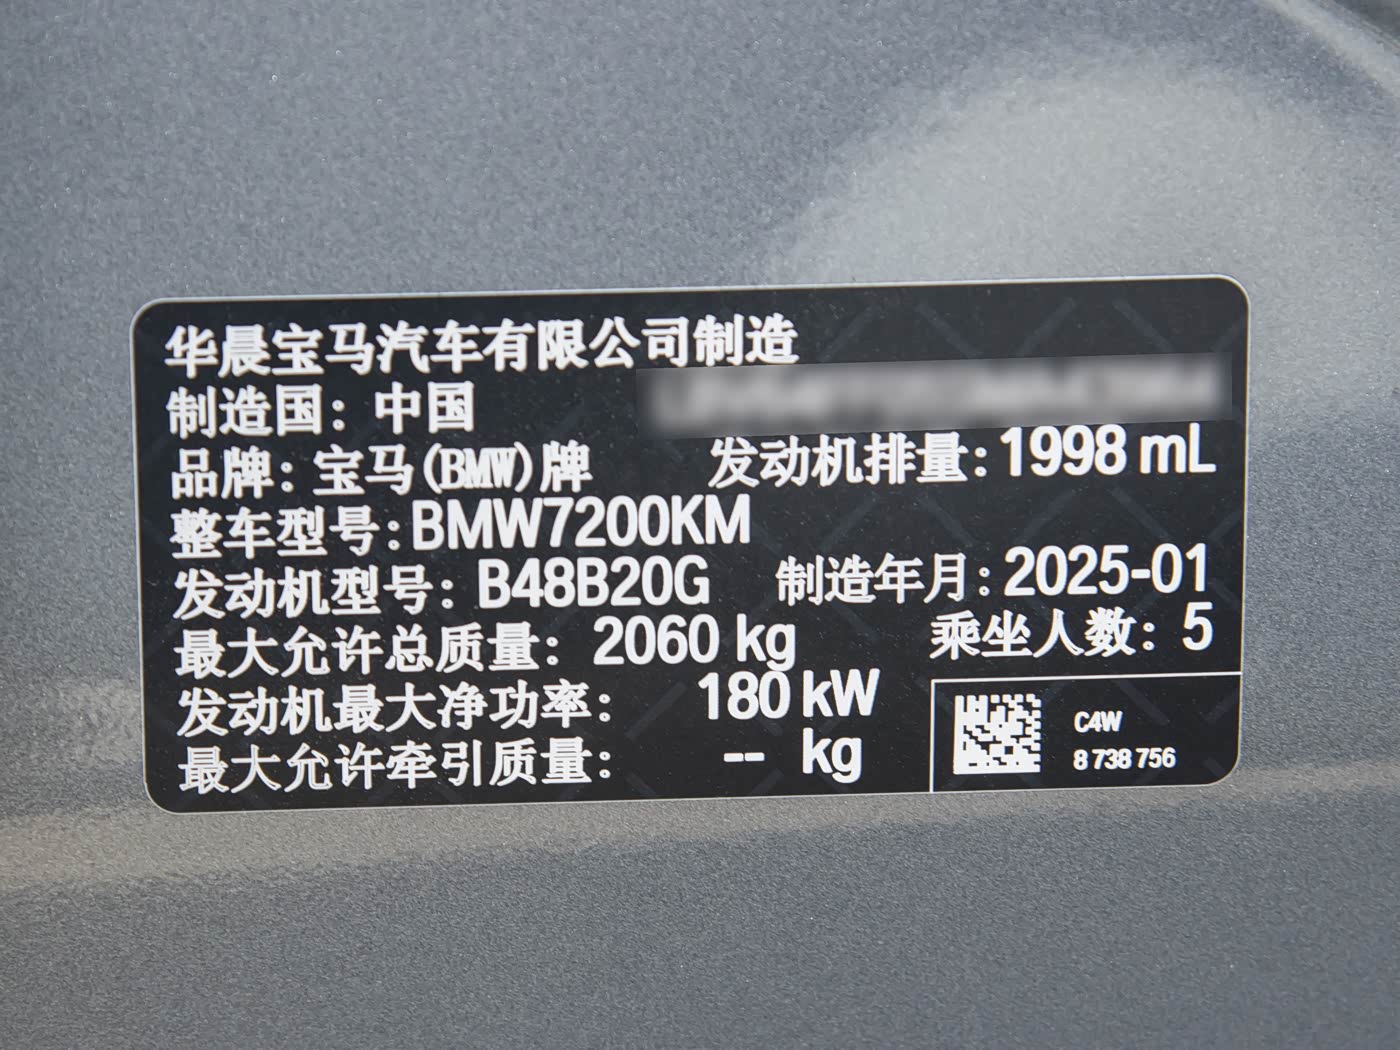 华晨宝马汽车有限公司制造
制造国：中国
品牌：宝马(BMW)牌 发动机排量：1998 mL
整车型号：BMW7200KM
发动机型号：B48B20G 制造年月：2025-01
最大允许总质量：2060 kg 乘坐人数：5
发动机最大净功率：180 kW
最大允许牵引质量：-- kg
C4W
8 738 756